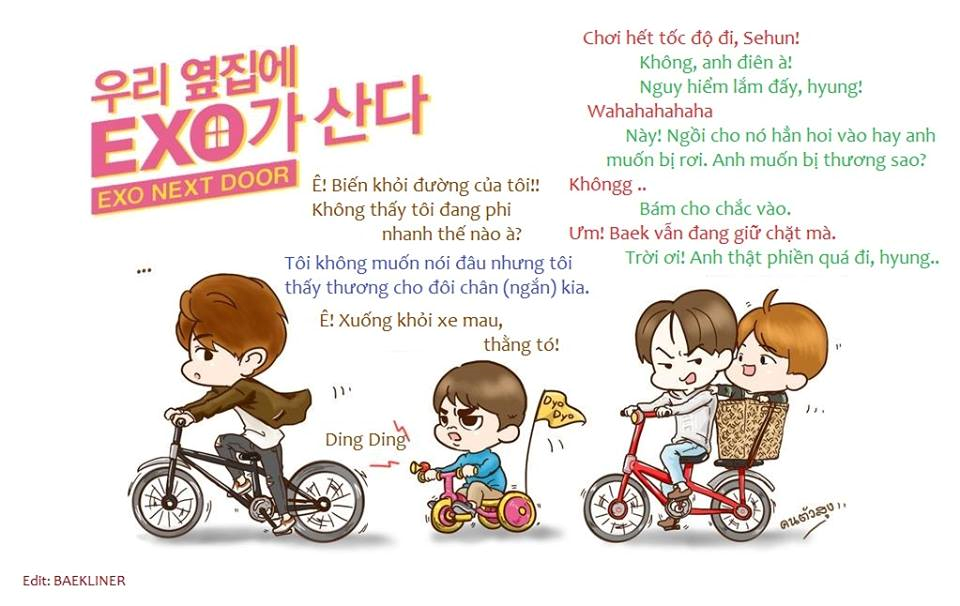 우리 옆집에
EXO가 산다
EXO NEXT DOOR
Chơi hết tốc độ đi, Sehun!
Không, anh điên à!
Nguy hiểm lắm đấy, hyung!
Wahahahahaha
Này! Ngồi cho nó hẳn hoi vào hay anh
muốn bị rơi. Anh muốn bị thương sao?
Khôngg ..
Bám cho chắc vào.
Ưm! Baek vẫn đang giữ chặt mà.
Trời ơi! Anh thật phiền quá đi, hyung..
Ê! Biến khỏi đường của tôi!!
Không thấy tôi đang phi
nhanh thế nào à?
Tôi không muốn nói đâu nhưng tôi
thấy thương cho đôi chân (ngắn) kia.
Ê! Xuống khỏi xe mau,
thằng tó!
...
Ding Ding
Dyo
Dyo
คนตัวสูง
Edit: BAEKLINER